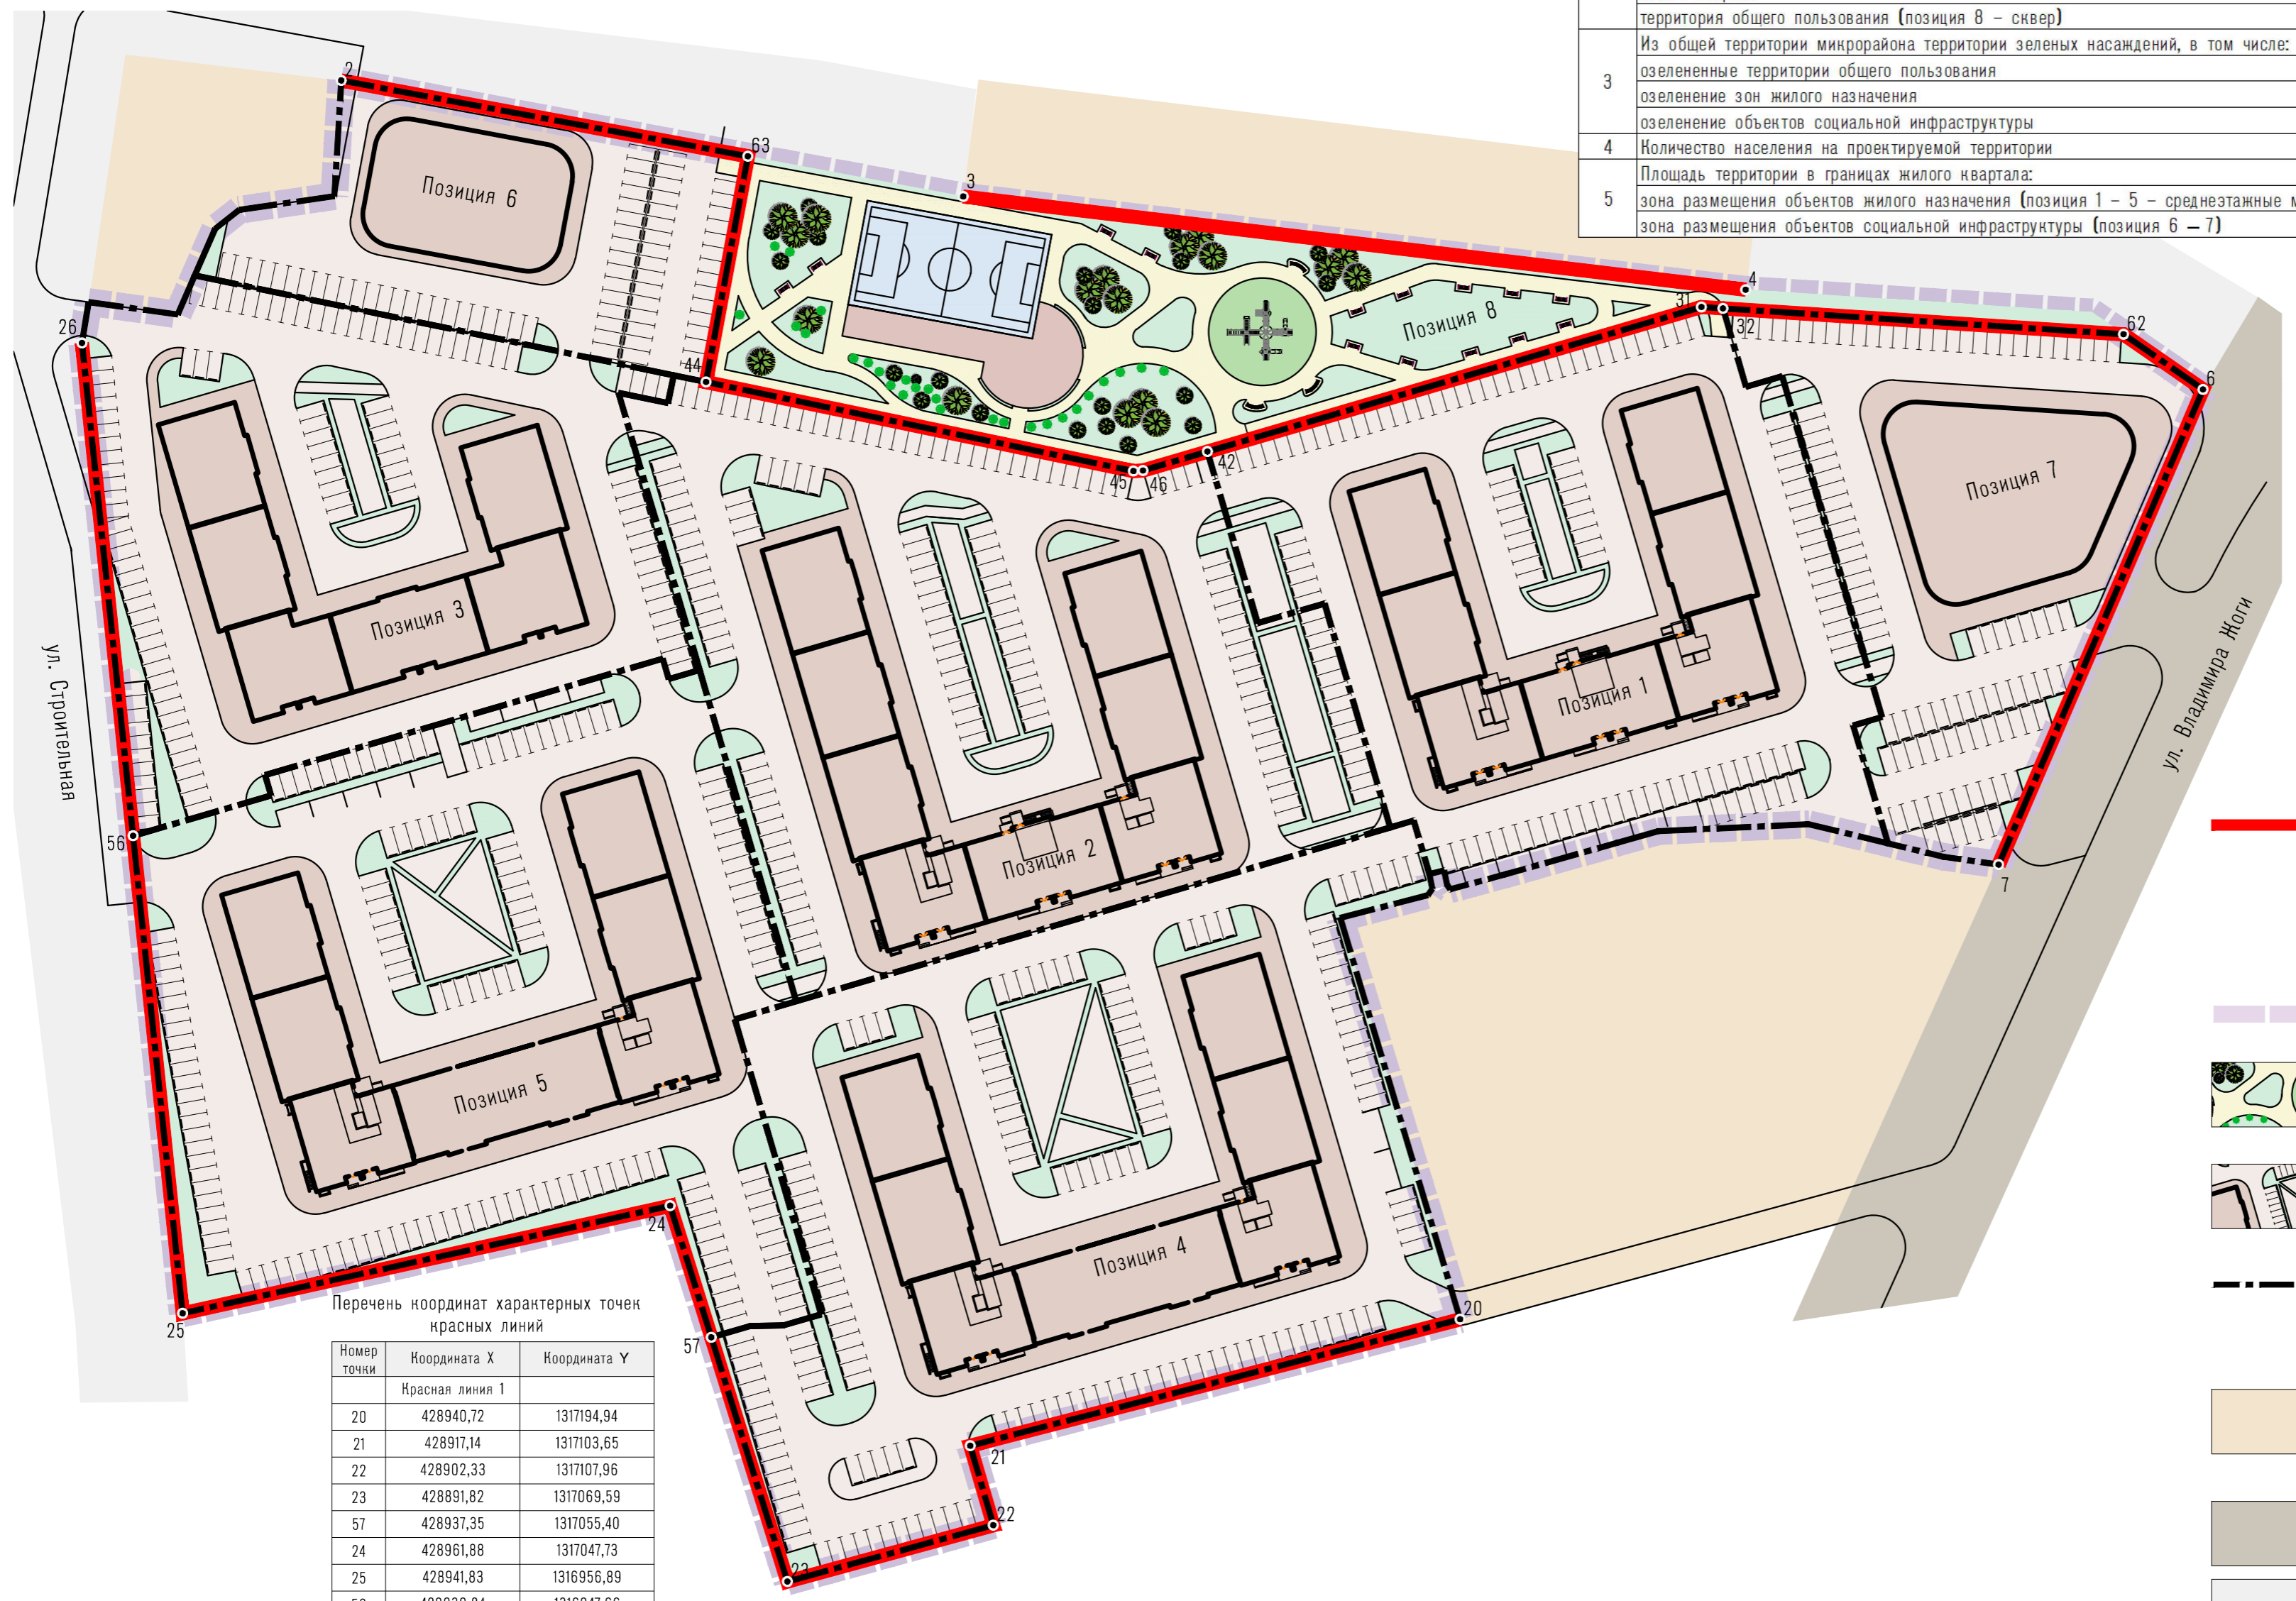 территория общего пользования (позиция 8 – сквер)
3
Из общей территории микрорайона территории зеленых насаждений, в том числе:
озелененные территории общего пользования
озеленение зон жилого назначения
озеленение объектов социальной инфраструктуры
4 Количество населения на проектируемой территории
5
Площадь территории в границах жилого квартала:
зона размещения объектов жилого назначения (позиция 1 – 5 – среднеэтажные
зона размещения объектов социальной инфраструктуры (позиция 6 – 7)
2
63
3
Позиция 6
4
31
32
62
26
Позиция 8
44
6
42
45
46
Позиция 7
Позиция 3
ул. Строительная
ул. Владимира Жоги
Позиция 1
56
Позиция 2
7
Позиция 5
24
Позиция 4
25
57
20
21
22
23
Перечень координат характерных точек
красных линий
Номер точки Координата X Координата Y
Красная линия 1
20 428940,72 1317194,94
21 428917,14 1317103,65
22 428902,33 1317107,96
23 428891,82 1317069,59
57 428937,35 1317055,40
24 428961,88 1317047,73
25 428941,83 1316956,89